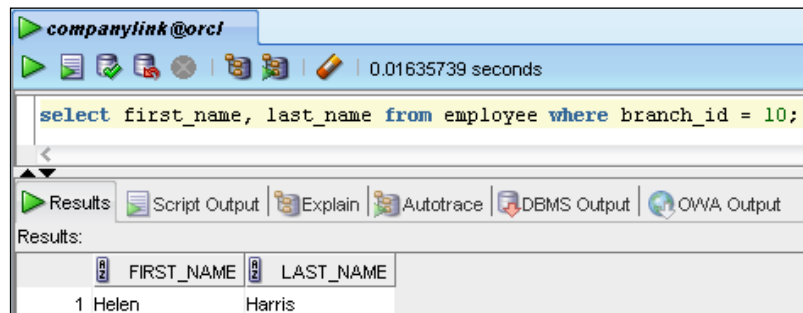 companylink@orcl
0.01635739 seconds
select first_name, last_name from employee where branch_id = 10;
Results Script Output Explain Autotrace DBMS Output OWA Output
Results:
FIRST_NAME LAST_NAME
1 Helen Harris